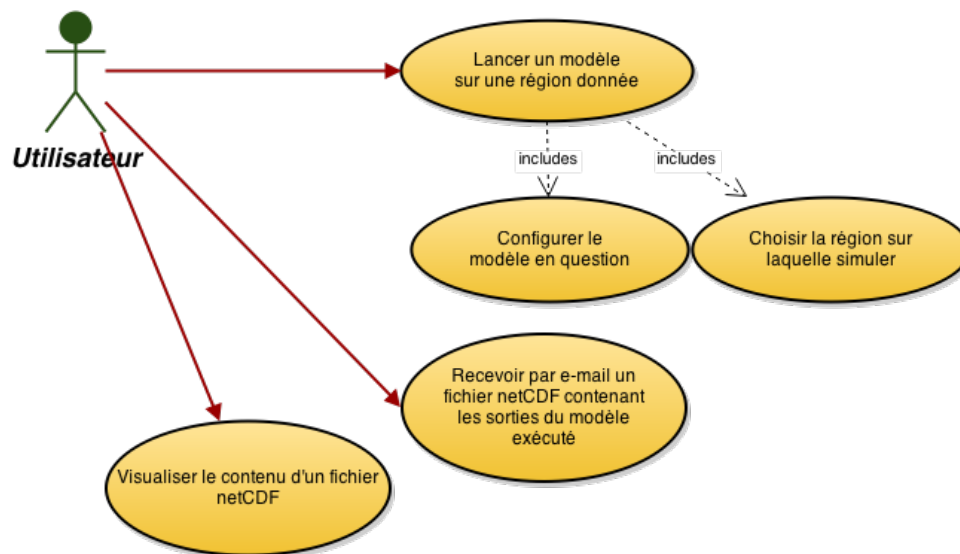 Lancer un modèle
sur une région donnée
Utilisateur
includes
includes
Configurer le
modèle en question
Choisir la région sur
laquelle simuler
Recevoir par e-mail un
fichier netCDF contenant
les sorties du modèle
exécuté
Visualiser le contenu d'un fichier
netCDF